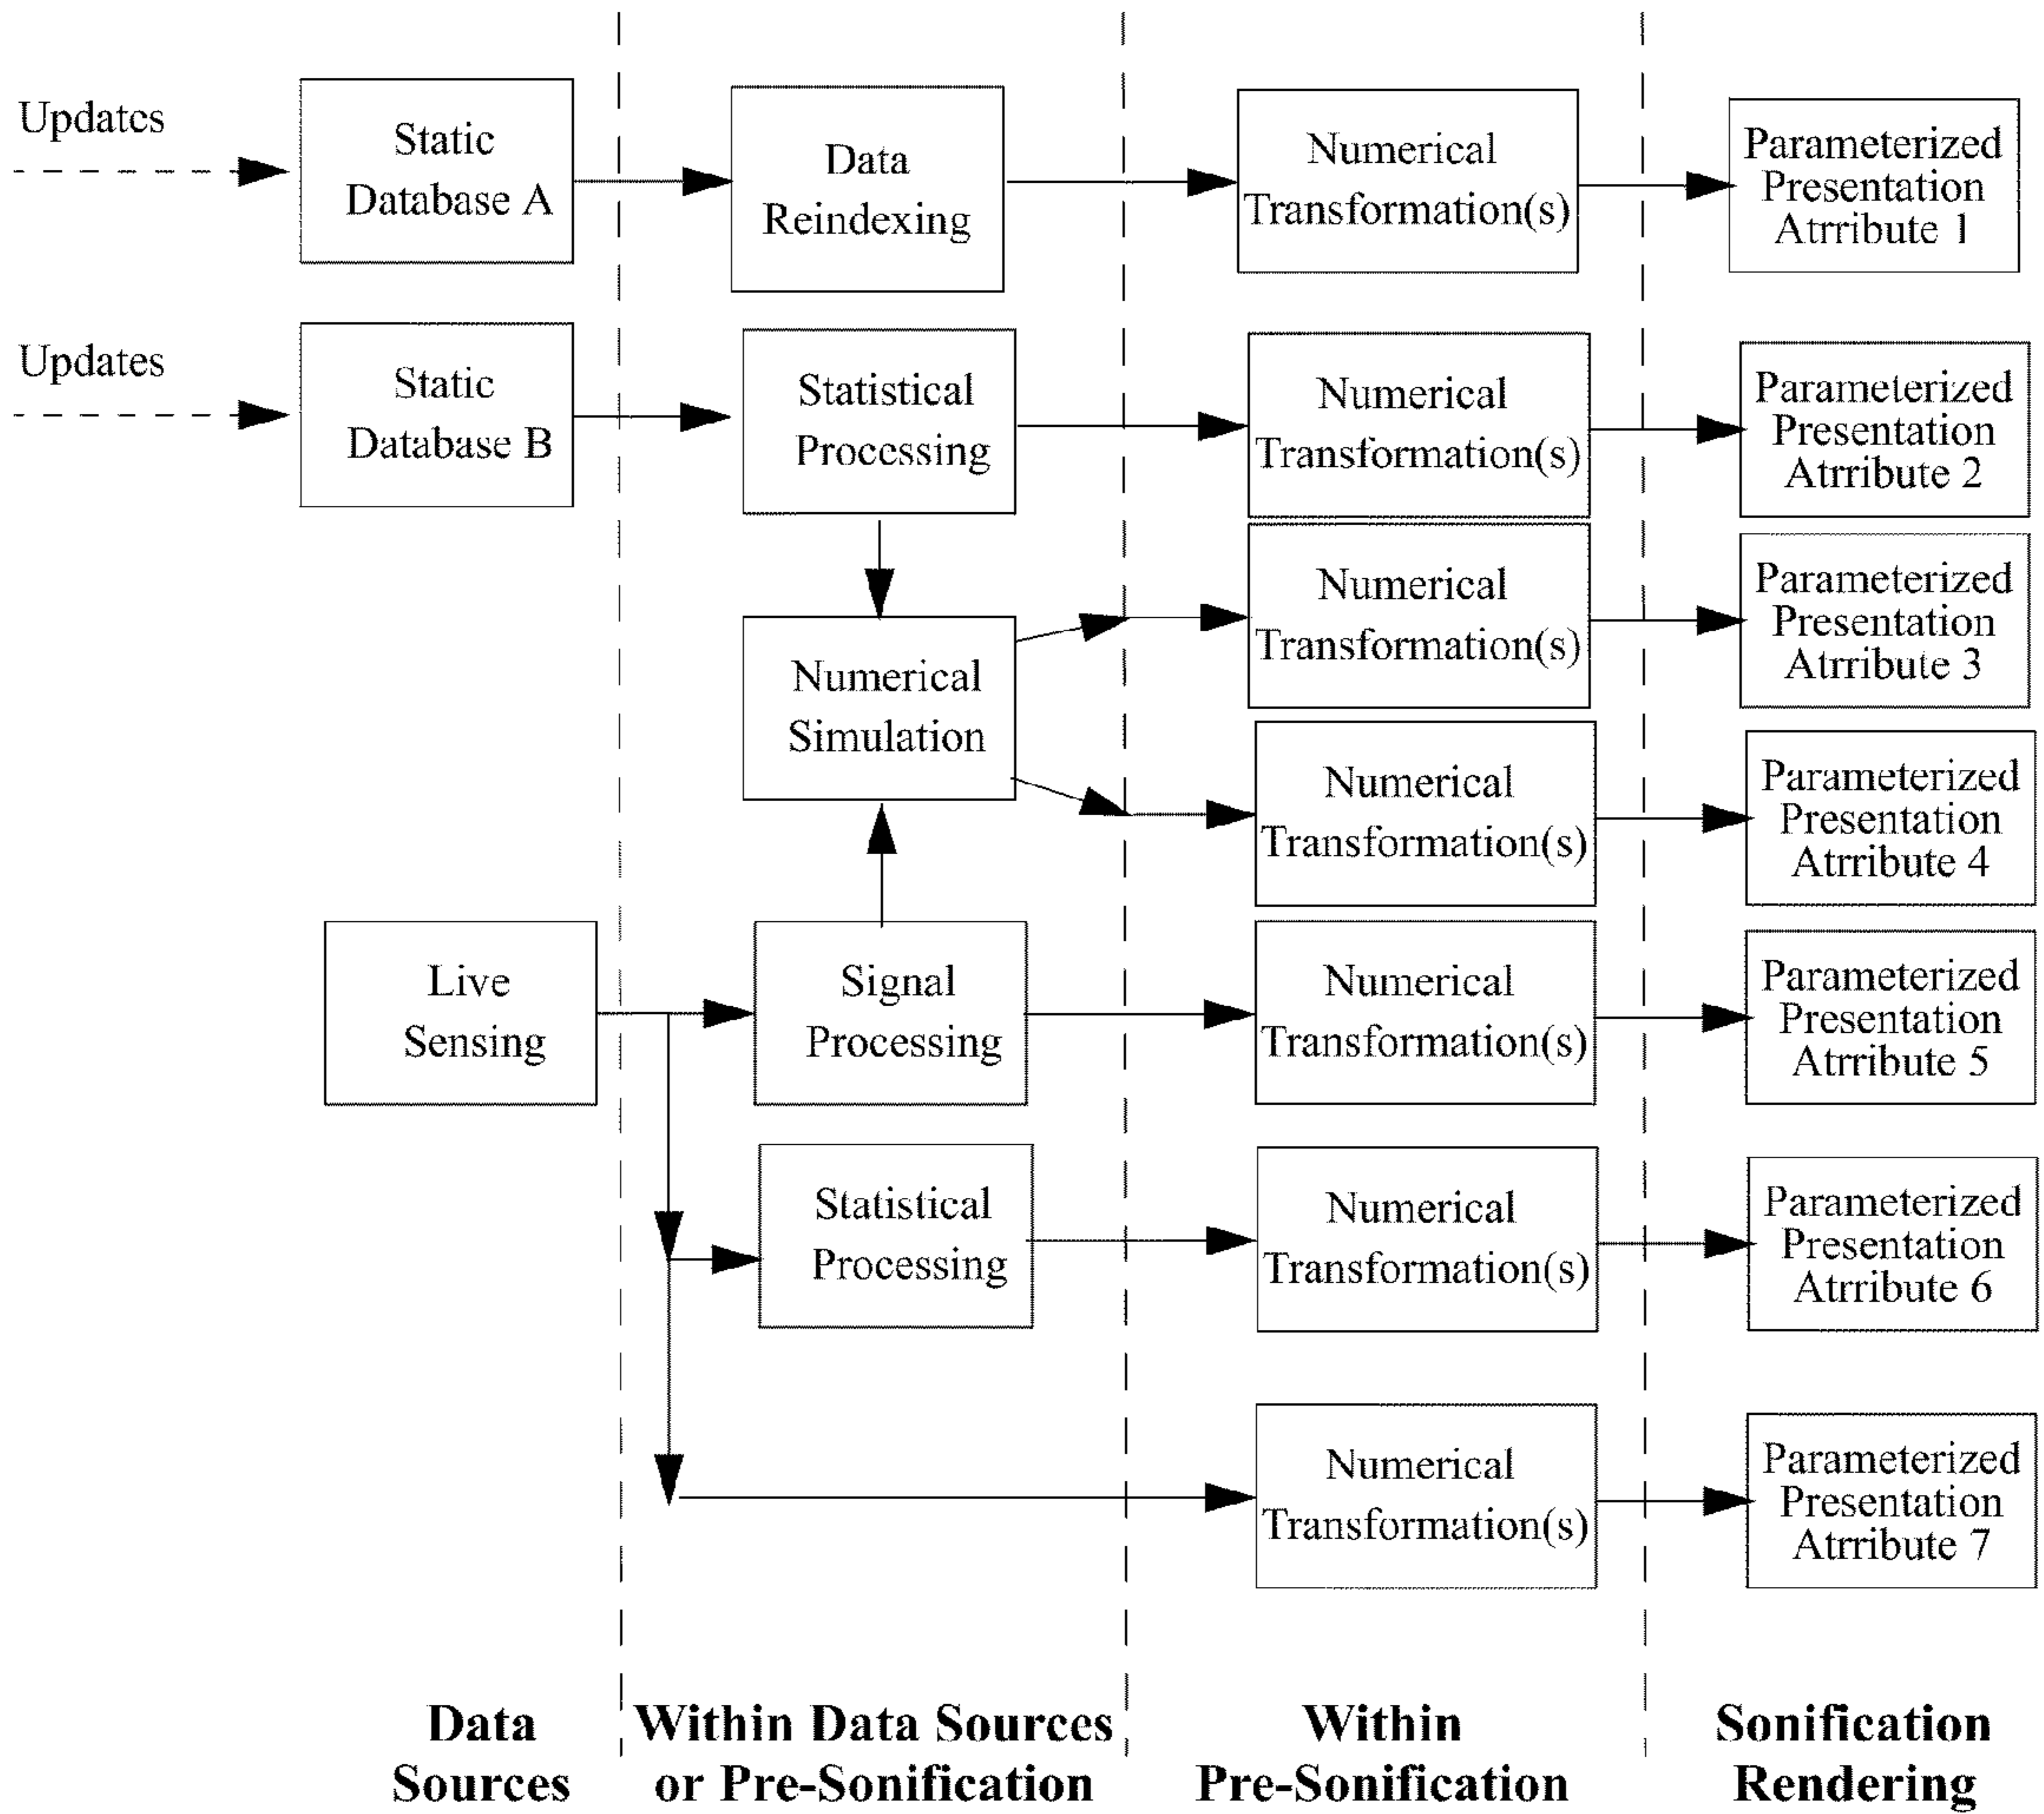 Updates
Static
Database A
Data
Reindexing
Numerical
Transformation(s)
Parameterized
Presentation
Atrribute 1
Updates
Static
Database B
Statistical
Processing
Numerical
Transformation(s)
Parameterized
Presentation
Atrribute 2
Numerical
Simulation
Numerical
Transformation(s)
Parameterized
Presentation
Atrribute 3
Numerical
Transformation(s)
Parameterized
Presentation
Atrribute 4
Live
Sensing
Signal
Processing
Numerical
Transformation(s)
Parameterized
Presentation
Atrribute 5
Statistical
Processing
Numerical
Transformation(s)
Parameterized
Presentation
Atrribute 6
Numerical
Transformation(s)
Parameterized
Presentation
Atrribute 7
Data
Sources
Within Data Sources
or Pre-Sonification
Within
Pre-Sonification
Sonification
Rendering